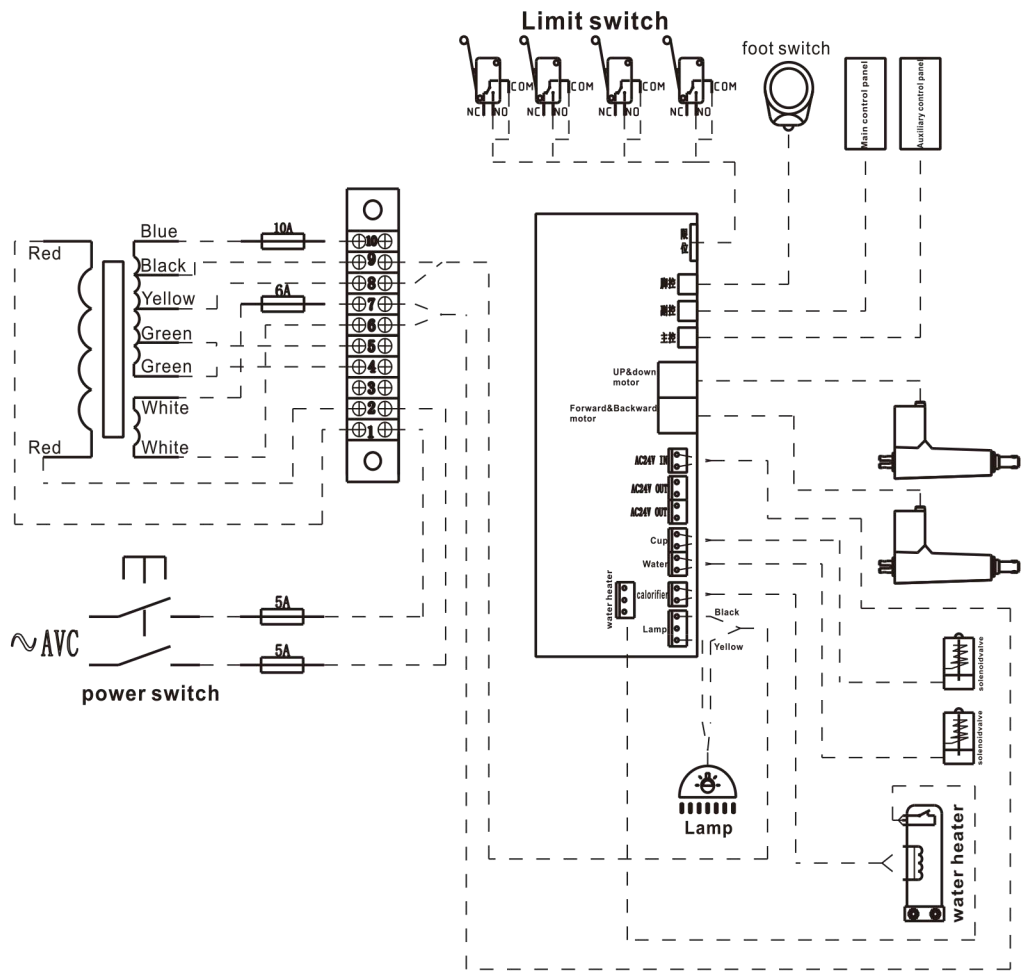 Limit switch
foot switch
COM
COM
COM
COM
NC NO
NC NO
NC NO
NC NO
Main control panel
Auxiliary control panel
Blue
10A
10
Red
Black
9
8
Yellow
6A
7
6
Green
5
Green
4
3
White
2
Red
White
1
限位
脚控
副控
主控
UP&down
motor
Forward&Backward
motor
AC24V IN
AC24V OUT
AC24V OUT
Cup
Water
water heater
calorifier
Lamp
Black
Yellow
5A
AVC
5A
power switch
solenoidvalve
solenoidvalve
Lamp
water heater